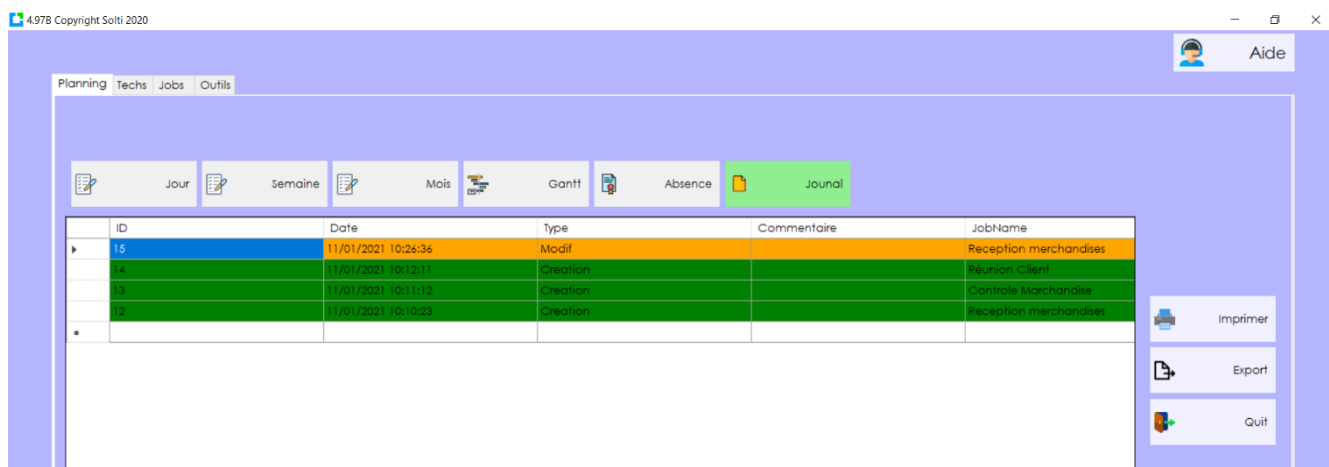 4.97B Copyright Solti 2020
Aide
Planning Techs Jobs Outils
Jour Semaine Mois Gantt Absence Jounal
ID Date Type Commentaire JobName
15 11/01/2021 10:26:36 Modif Reception merchandises
14 11/01/2021 10:12:11 Creation Réunion Client
13 11/01/2021 10:11:12 Creation Controle Marchandise
12 11/01/2021 10:10:23 Creation Reception merchandises
Imprimer
Export
Quit